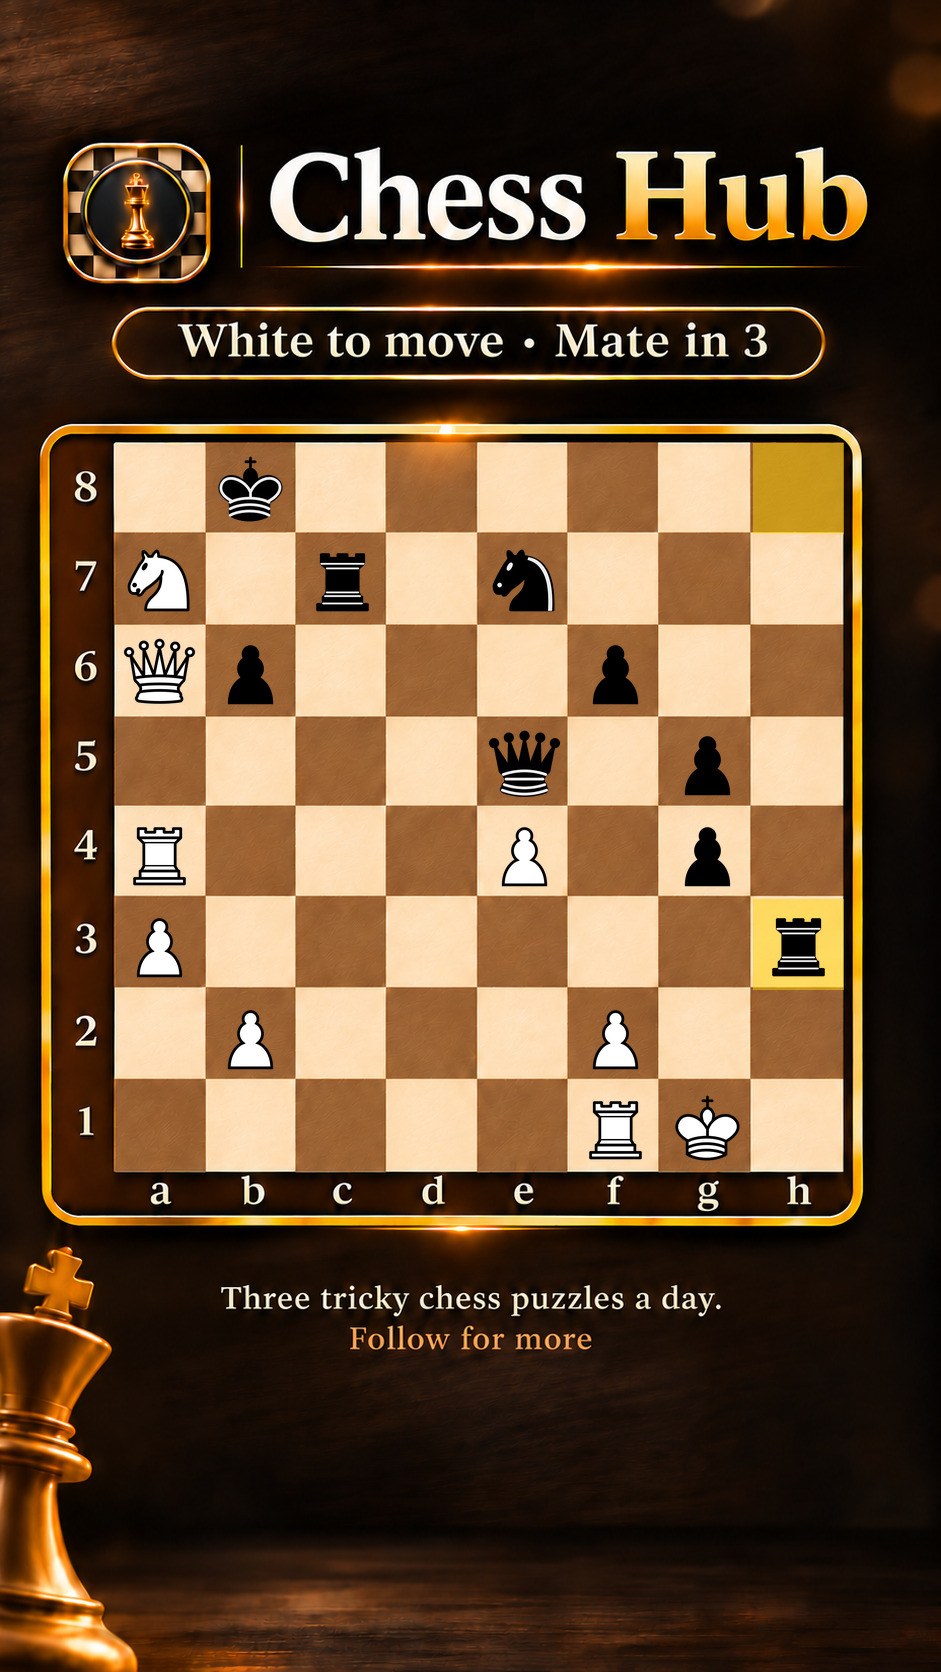 Chess Hub
White to move • Mate in 3
8
7
6
5
4
3
2
1
a b c d e f g h
Three tricky chess puzzles a day.
Follow for more